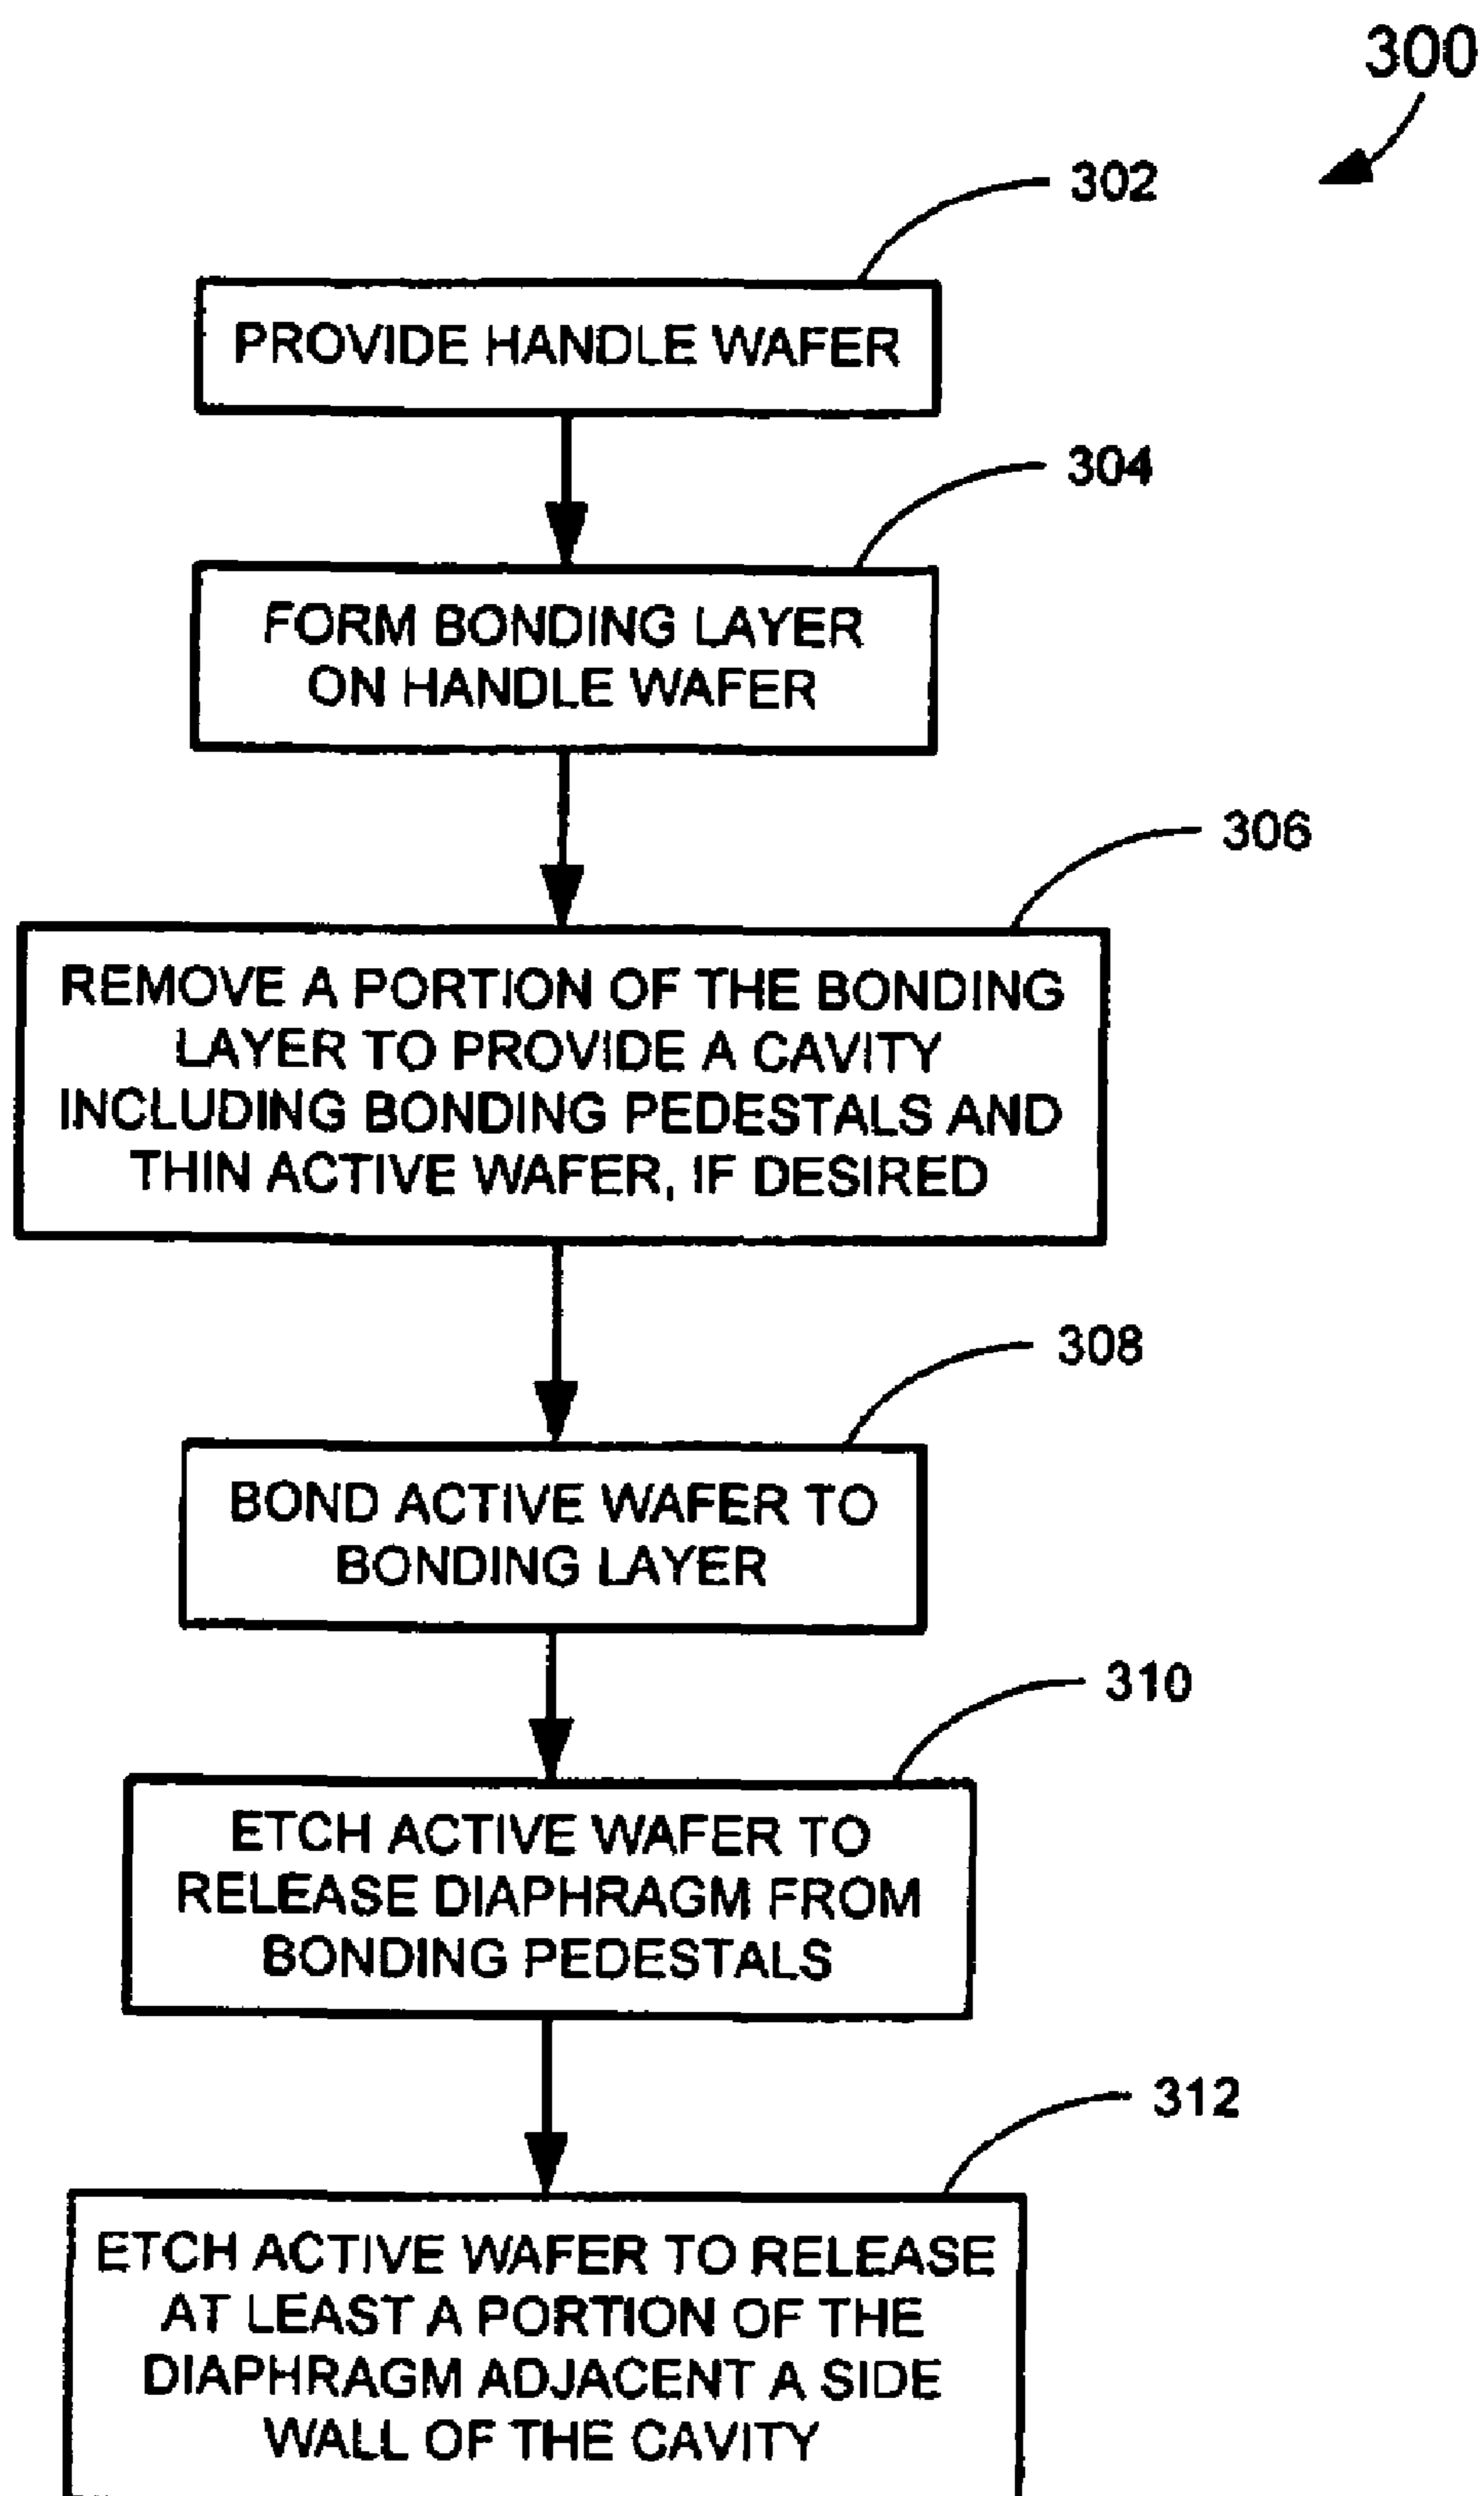 300
302
PROVIDE HANDLE WAFER
304
FORM BONDING LAYER
ON HANDLE WAFER
306
REMOVE A PORTION OF THE BONDING
LAYER TO PROVIDE A CAVITY
INCLUDING BONDING PEDESTALS AND
THIN ACTIVE WAFER, IF DESIRED
308
BOND ACTIVE WAFER TO
BONDING LAYER
310
ETCH ACTIVE WAFER TO
RELEASE DIAPHRAGM FROM
BONDING PEDESTALS
312
ETCH ACTIVE WAFER TO RELEASE
AT LEAST A PORTION OF THE
DIAPHRAGM ADJACENT A SIDE
WALL OF THE CAVITY